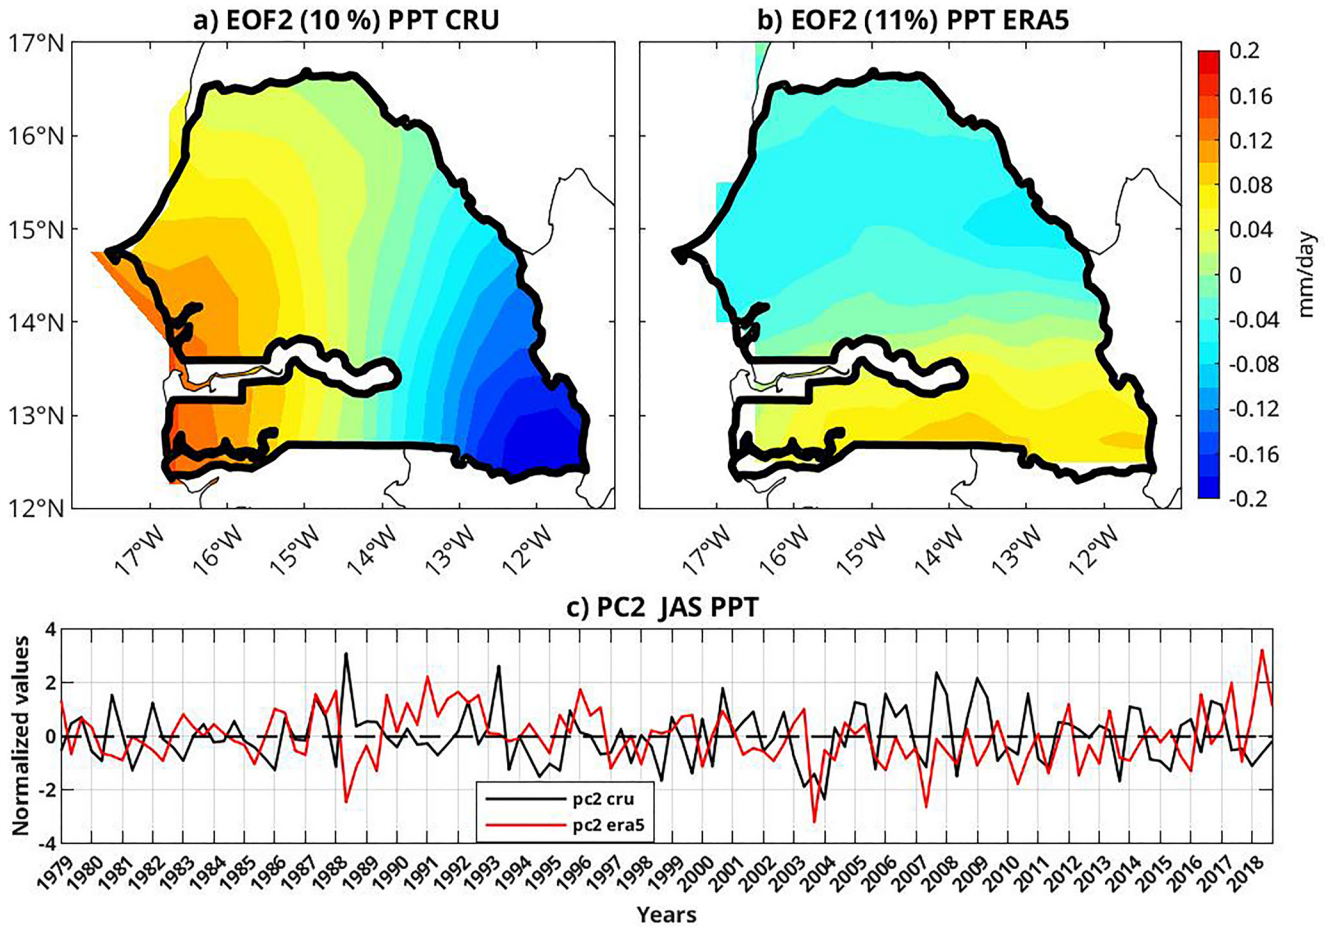 a) EOF2 (10 %) PPT CRU
b) EOF2 (11%) PPT ERA5
17°N
16°N
15°N
14°N
13°N
12°N
17°W
16°W
15°W
14°W
13°W
12°W
17°W
16°W
15°W
14°W
13°W
12°W
0.2
0.16
0.12
0.08
0.04
0
-0.04
-0.08
-0.12
-0.16
-0.2
mm/day
c) PC2 JAS PPT
Normalized values
4
2
0
-2
-4
pc2 cru
pc2 era5
1979
1980
1981
1982
1983
1984
1985
1986
1987
1988
1989
1990
1991
1992
1993
1994
1995
1996
1997
1998
1999
2000
2001
2002
2003
2004
2005
2006
2007
2008
2009
2010
2011
2012
2013
2014
2015
2016
2017
2018
Years